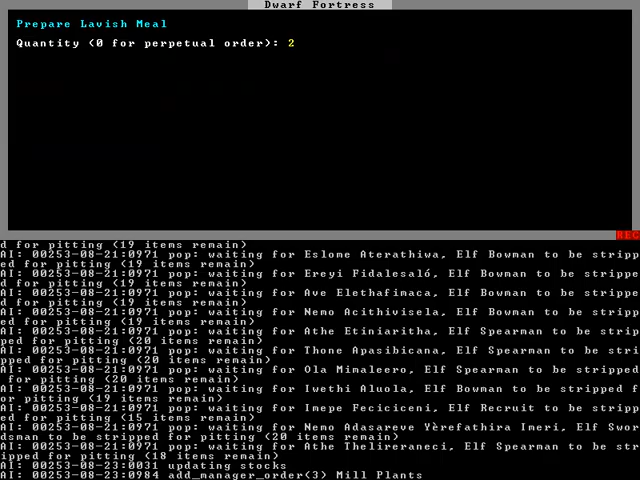 Dwarf Fortress
Prepare Lavish Meal
Quantity (0 for perpetual order): 2
REC
d for pitting (19 items remain)
AI: 00253-08-21:0971 pop: waiting for Eslome Aterathiwa, Elf Bowman to be stripp
ed for pitting (19 items remain)
AI: 00253-08-21:0971 pop: waiting for Ereyi Fidalesaló, Elf Bowman to be strippe
d for pitting (19 items remain)
AI: 00253-08-21:0971 pop: waiting for Ave Elethafimaca, Elf Bowman to be strippe
d for pitting (19 items remain)
AI: 00253-08-21:0971 pop: waiting for Nemo Acithivisela, Elf Bowman to be stripp
ed for pitting (19 items remain)
AI: 00253-08-21:0971 pop: waiting for Athe Etiniaritha, Elf Spearman to be strip
ped for pitting (20 items remain)
AI: 00253-08-21:0971 pop: waiting for Thone Apasibicana, Elf Spearman to be stri
pped for pitting (20 items remain)
AI: 00253-08-21:0971 pop: waiting for Ola Mimaleero, Elf Spearman to be stripped
 for pitting (20 items remain)
AI: 00253-08-21:0971 pop: waiting for Iwethi Aluola, Elf Bowman to be stripped f
or pitting (19 items remain)
AI: 00253-08-21:0971 pop: waiting for Imepe Feciciceni, Elf Recruit to be stripp
ed for pitting (15 items remain)
AI: 00253-08-21:0971 pop: waiting for Nemo Adasareve Yèrefathira Imeri, Elf Swor
dsman to be stripped for pitting (20 items remain)
AI: 00253-08-21:0971 pop: waiting for Athe Thelireraneci, Elf Spearman to be str
ipped for pitting (18 items remain)
AI: 00253-08-23:0031 updating stocks
AI: 00253-08-23:0984 add_manager_order(3) Mill Plants